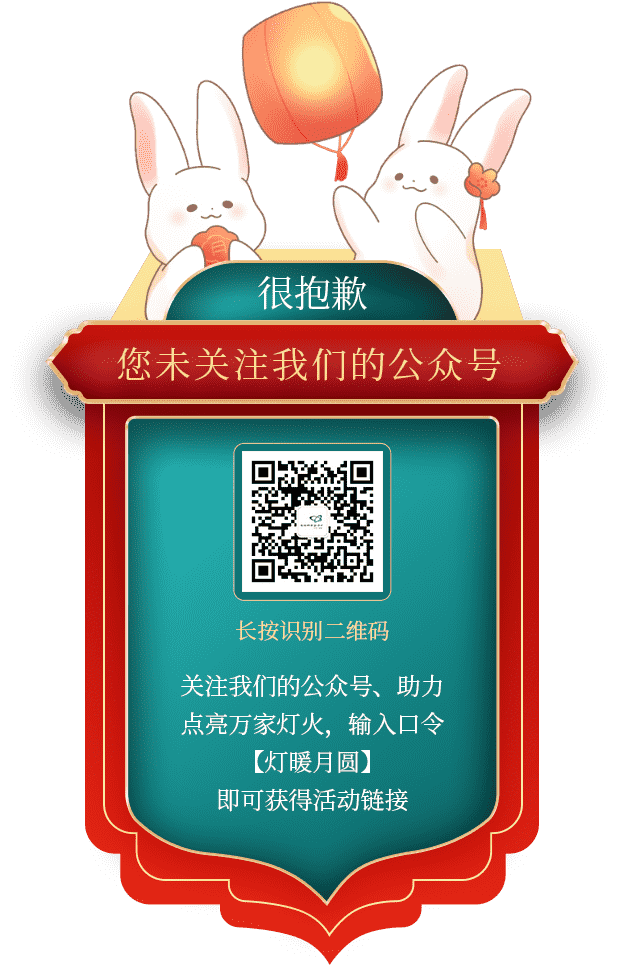 很抱歉
您未关注我们的公众号
长按识别二维码
关注我们的公众号、助力
点亮万家灯火，输入口令
【灯暖月圆】
即可获得活动链接